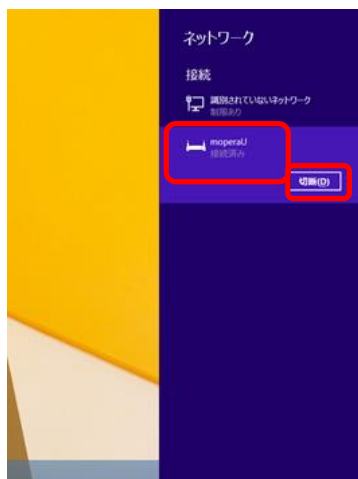 ネットワーク
接続
識別されていないネットワーク
制限あり
moperaU
接続済み
切断(D)